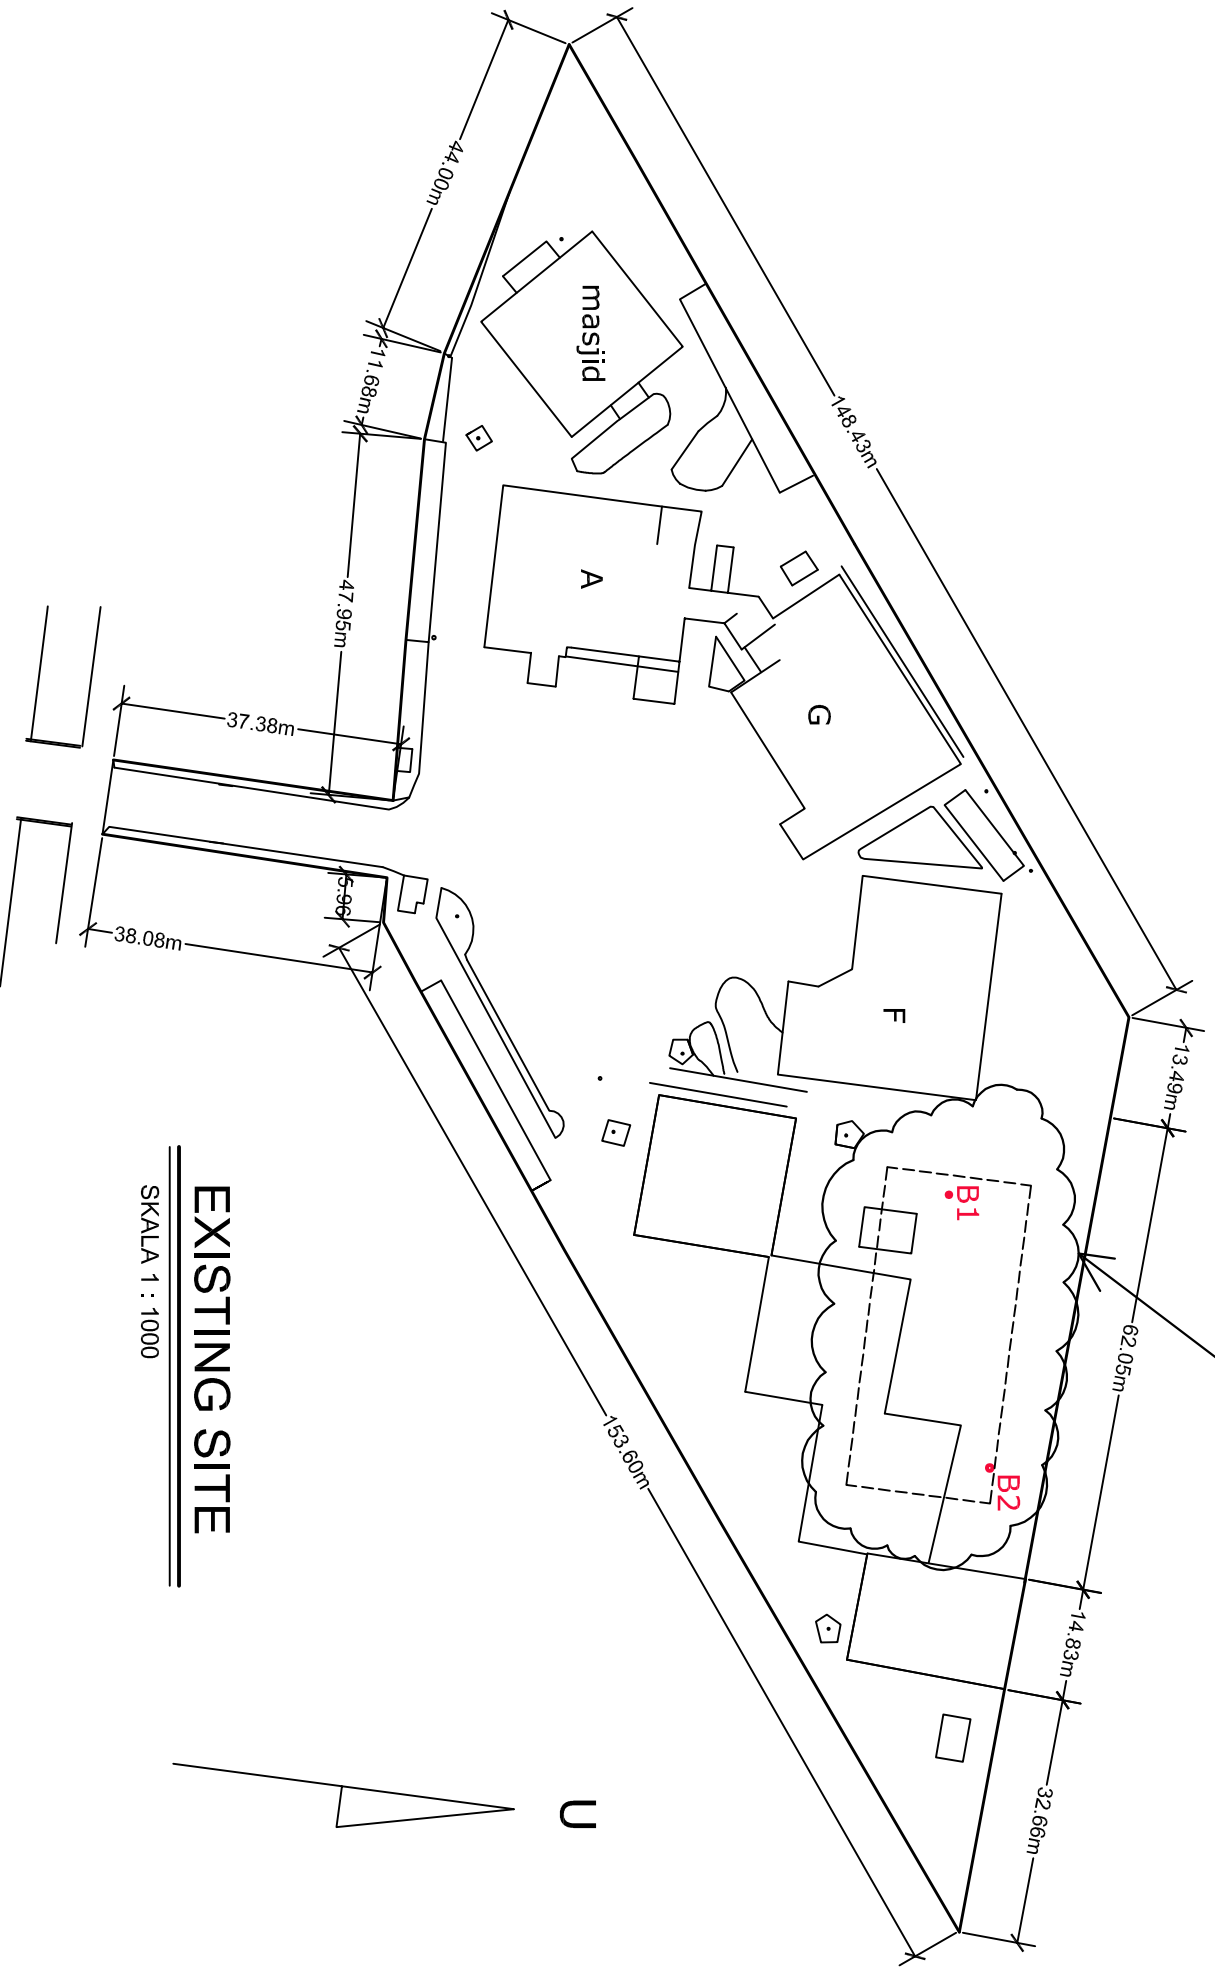 44.00m
148.43m
11.68m
47.95m
masjid
A
G
37.38m
5.96
38.08m
F
13.49m
B1
62.05m
B2
153.60m
14.83m
32.66m
EXISTING SITE
SKALA 1 : 1000
U